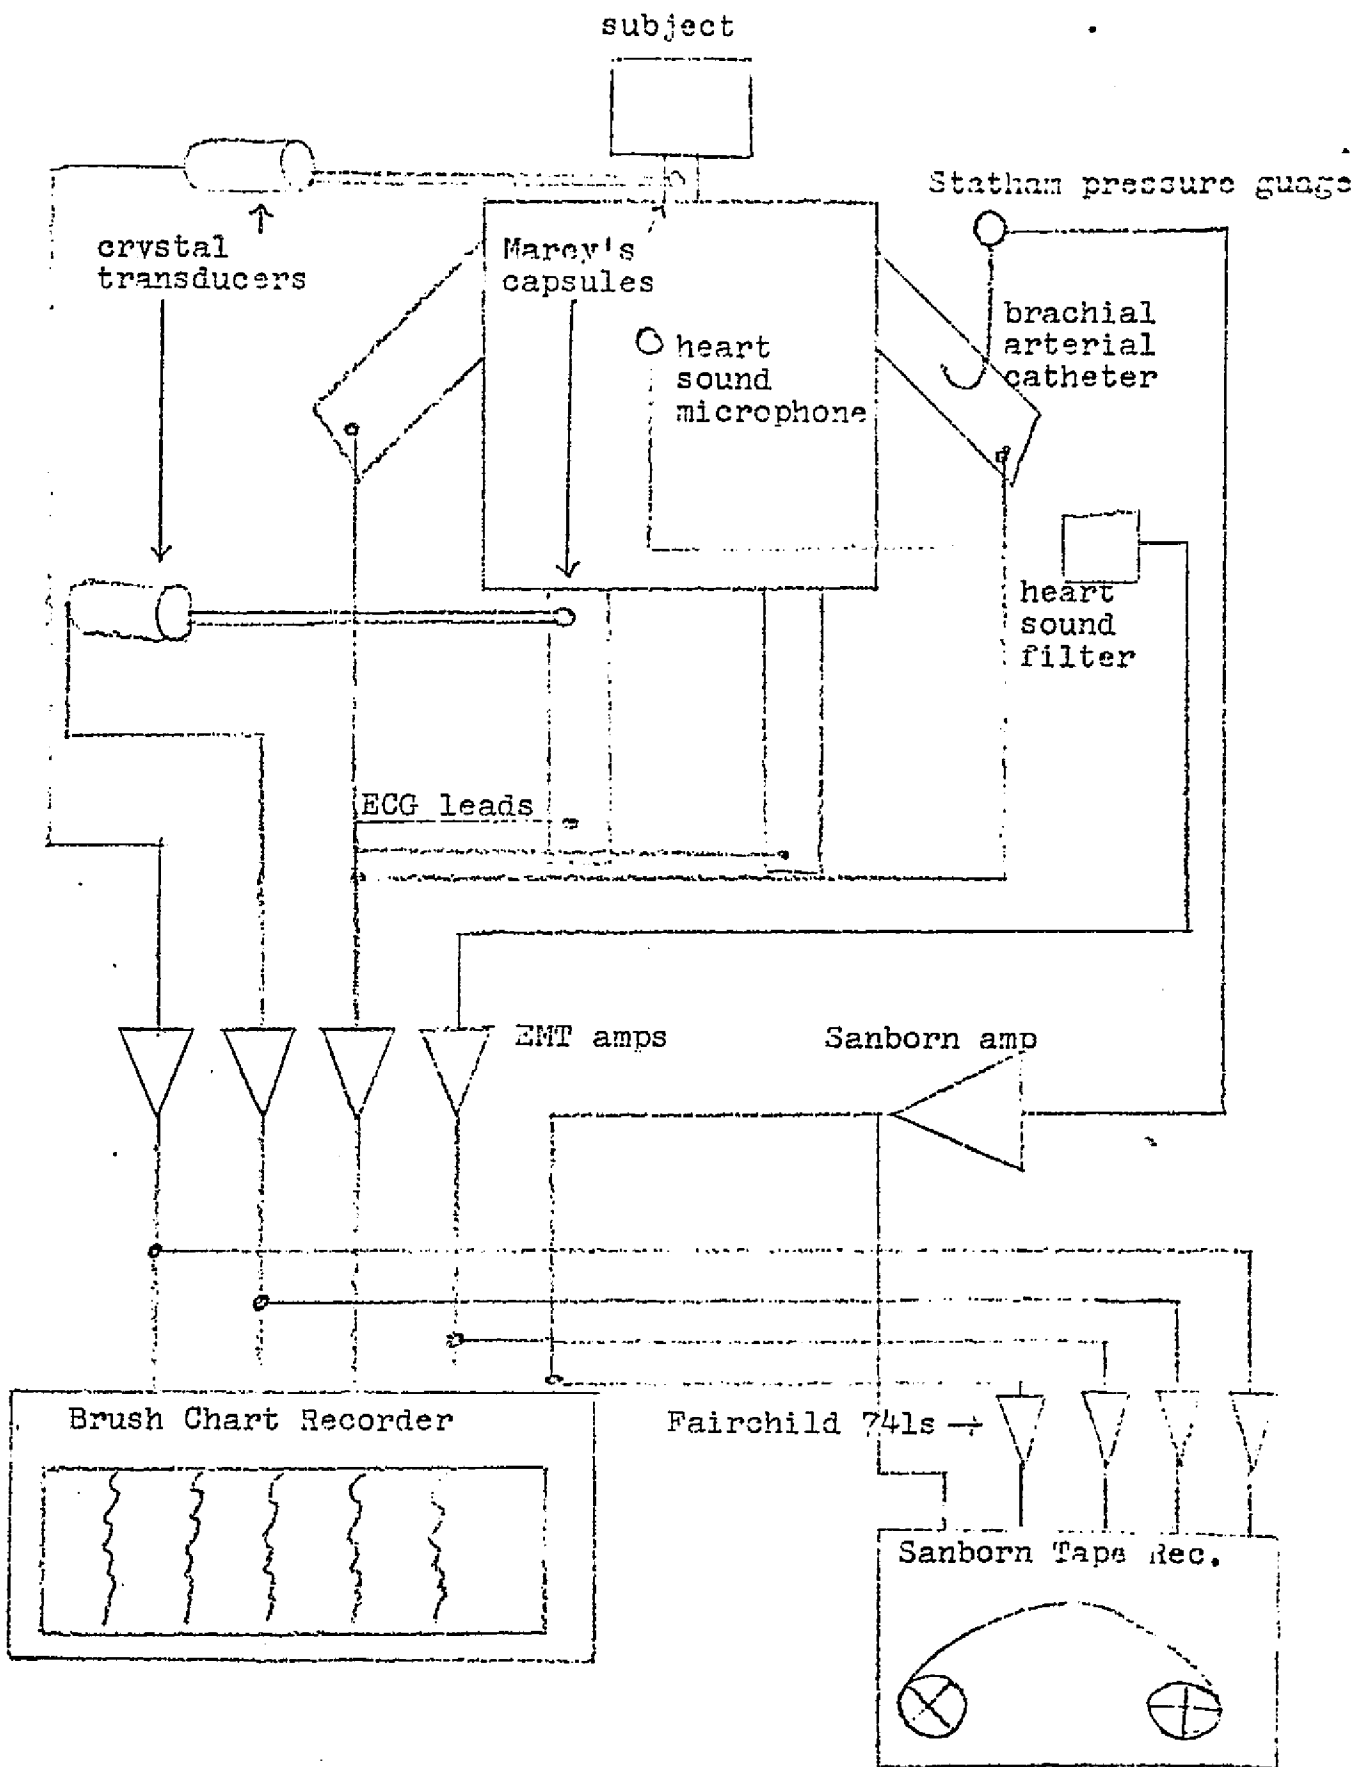 subject
Statham pressure guage
crystal
transducers
Marey's
capsules
brachial
arterial
catheter
heart
sound
microphone
heart
sound
filter
ECG leads
EMT amps
Sanborn amp
Brush Chart Recorder
Fairchild 741s →
Sanborn Tape Rec.